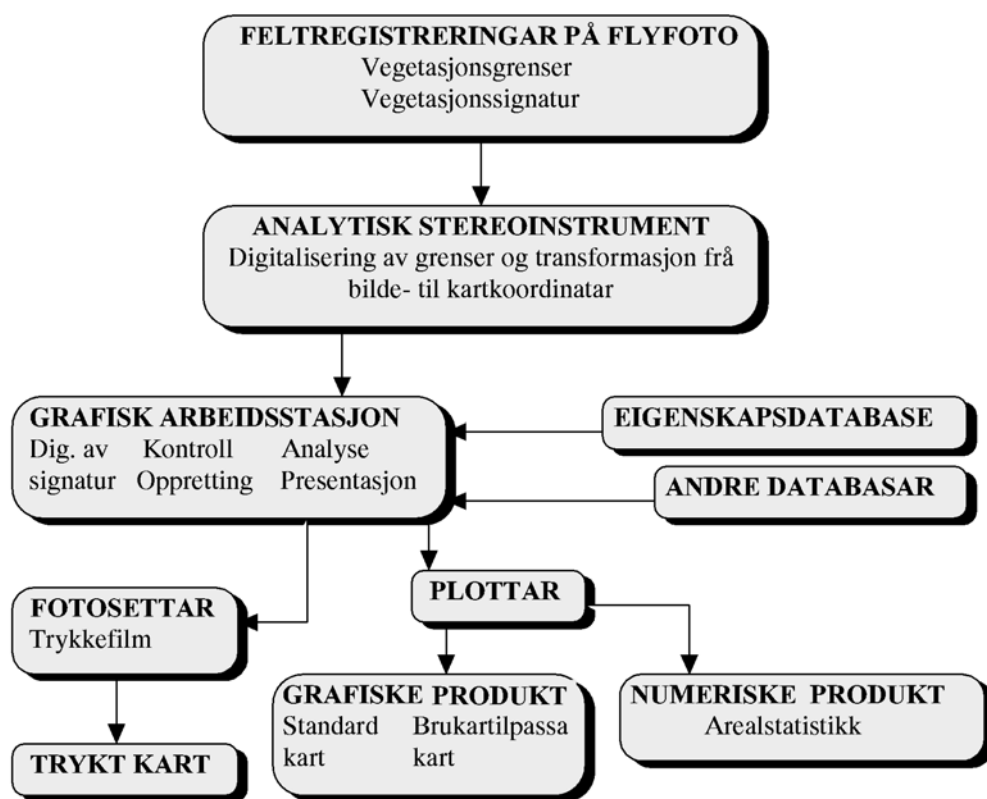 FELTREGISTRERINGAR PÅ FLYFOTO
Vegetasjonsgrenser
Vegetasjonssignatur
ANALYTISK STEREOINSTRUMENT
Digitalisering av grenser og transformasjon frå
bilde- til kartkoordinatar
GRAFISK ARBEIDSSTASJON
Dig. av Kontroll Analyse
signatur Oppretting Presentasjon
EIGENSKAPSDATABASE
ANDRE DATABASAR
PLOTTAR
FOTOSETTAR
Trykkefilm
GRAFISKE PRODUKT
Standard Brukartilpassa
kart kart
NUMERISKE PRODUKT
Arealstatistikk
TRYKT KART